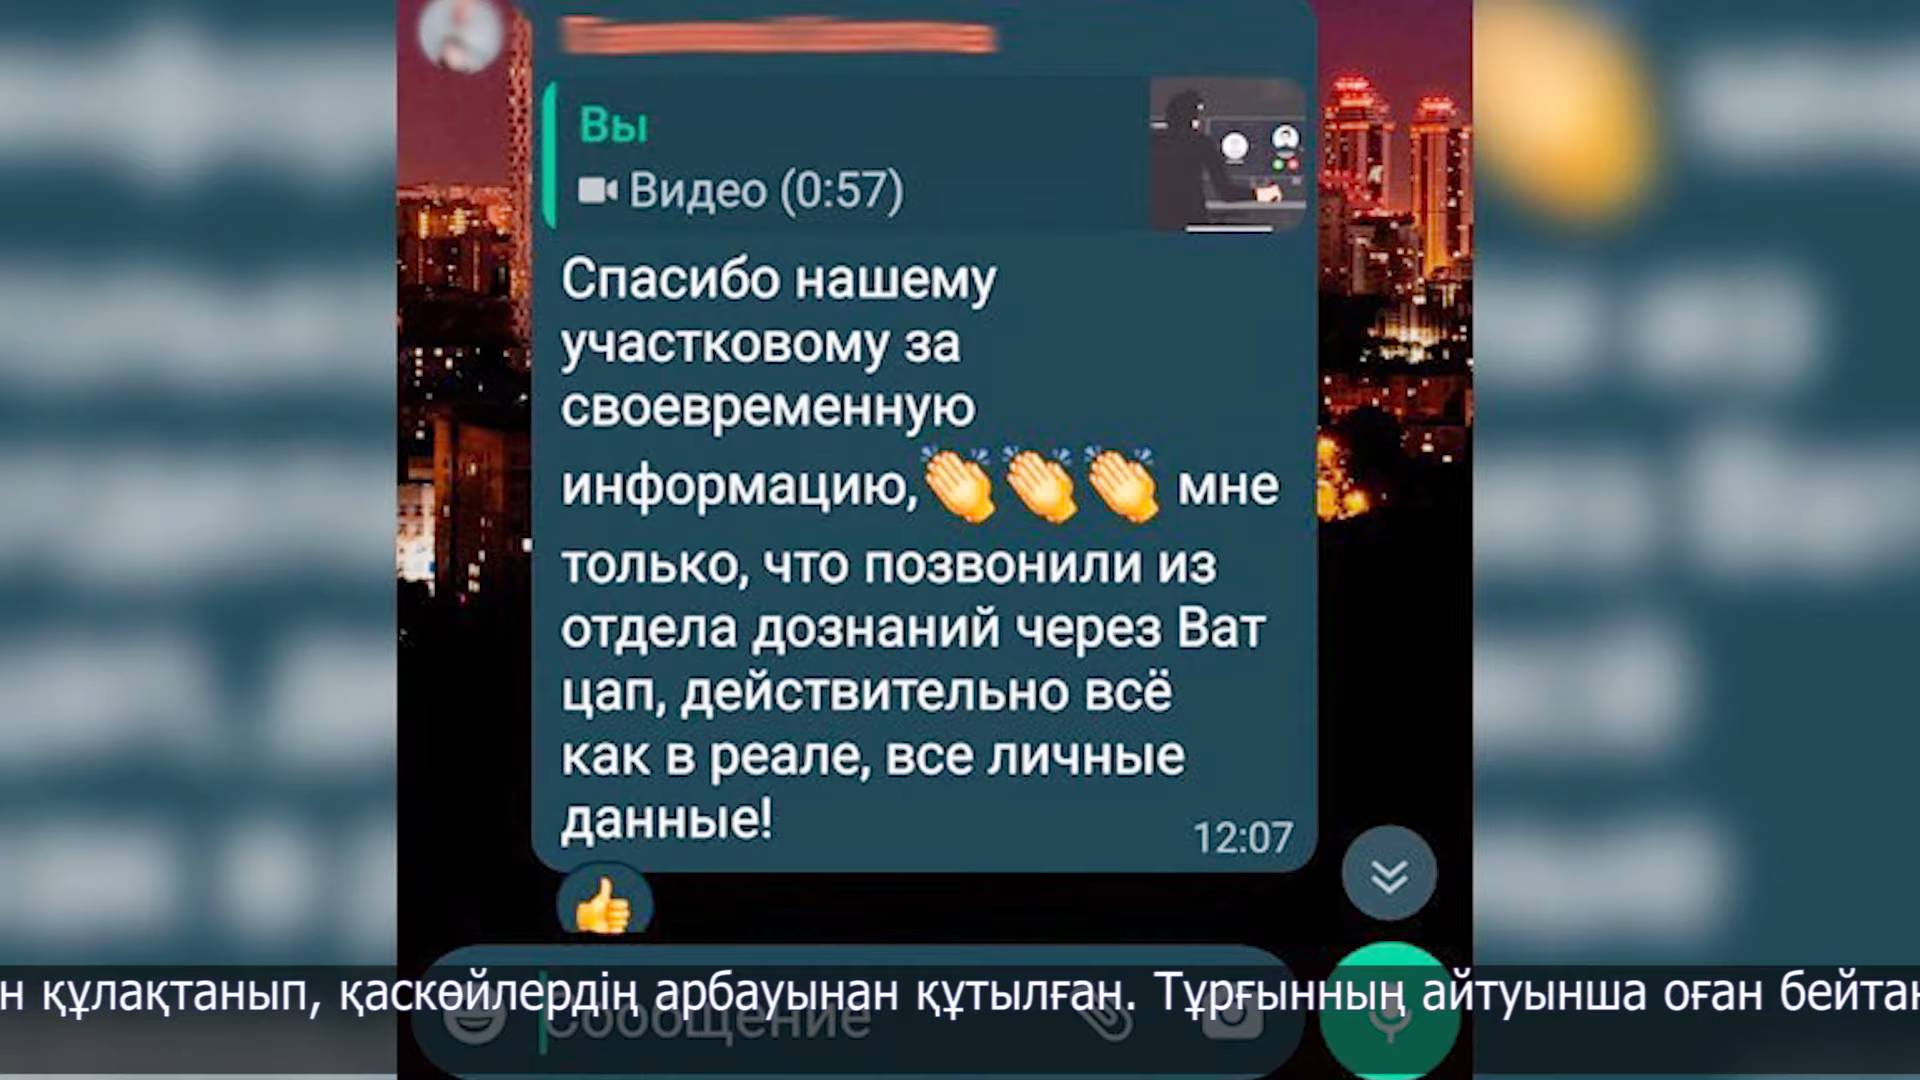 Вы
Видео (0:57)
Спасибо нашему
участковому за
своевременную
информацию,👏👏👏 мне
только, что позвонили из
отдела дознаний через Ват
цап, действительно всё
как в реале, все личные
данные!
12:07
н құлақтанып, қаскөйлердің арбауынан құтылған. Тұрғынның айтуынша оған бейтан
Сообщение